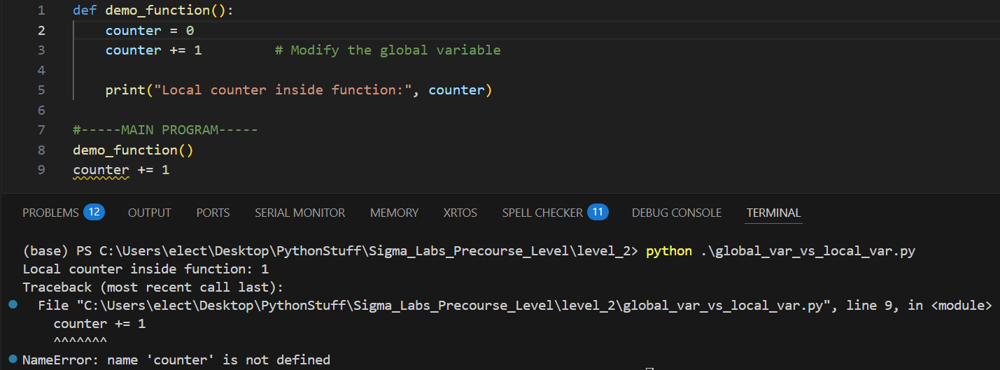 1 def demo_function():
2     counter = 0
3     counter += 1         # Modify the global variable
4
5     print("Local counter inside function:", counter)
6
7 #-----MAIN PROGRAM-----
8 demo_function()
9 counter += 1
PROBLEMS 12 OUTPUT PORTS SERIAL MONITOR MEMORY XRTOS SPELL CHECKER 11 DEBUG CONSOLE TERMINAL
(base) PS C:\Users\elect\Desktop\PythonStuff\Sigma_Labs_Precourse_Level\level_2> python .\global_var_vs_local_var.py
Local counter inside function: 1
Traceback (most recent call last):
  File "C:\Users\elect\Desktop\PythonStuff\Sigma_Labs_Precourse_Level\level_2\global_var_vs_local_var.py", line 9, in <module>
    counter += 1
    ^^^^^^^
NameError: name 'counter' is not defined